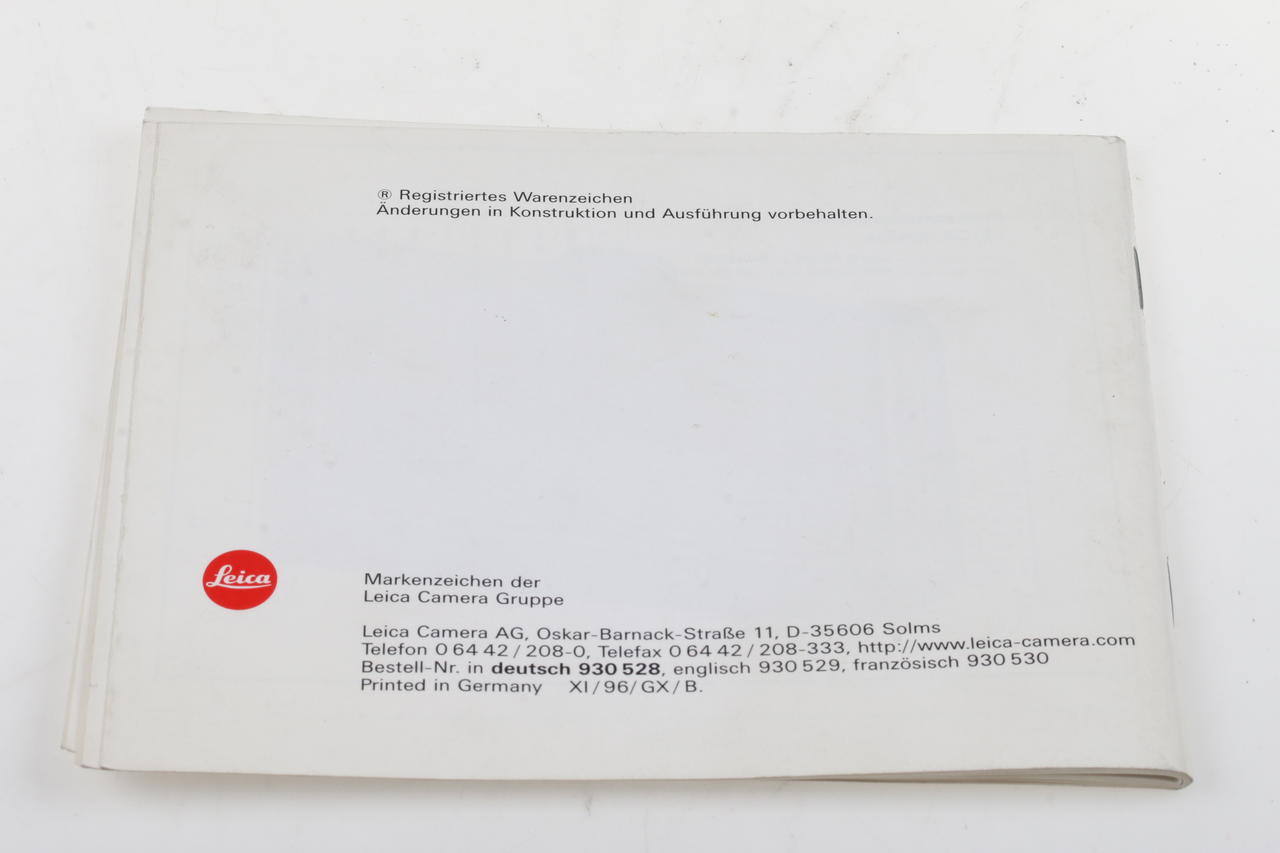 ® Registriertes Warenzeichen
Änderungen in Konstruktion und Ausführung vorbehalten.
Leica
Markenzeichen der
Leica Camera Gruppe
Leica Camera AG, Oskar-Barnack-Straße 11, D-35606 Solms
Telefon 0 64 42 / 208-0, Telefax 0 64 42 / 208-333, http://www.leica-camera.com
Bestell-Nr. in deutsch 930 528, englisch 930 529, französisch 930 530
Printed in Germany XI / 96 / GX / B.